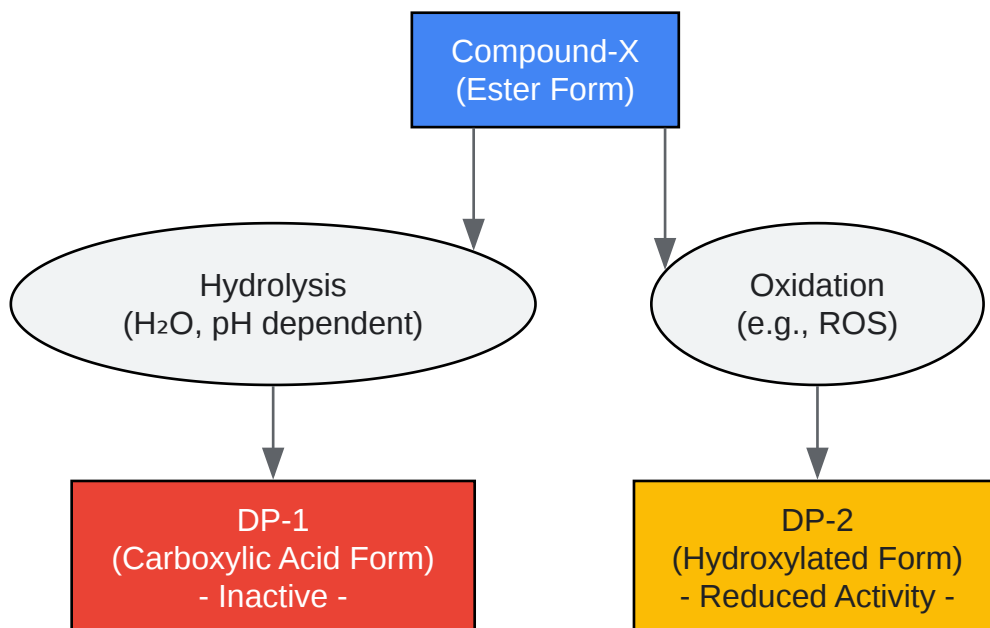 Compound-X
(Ester Form)
Hydrolysis
(H₂O, pH dependent)
Oxidation
(e.g., ROS)
DP-1
(Carboxylic Acid Form)
- Inactive -
DP-2
(Hydroxylated Form)
- Reduced Activity -